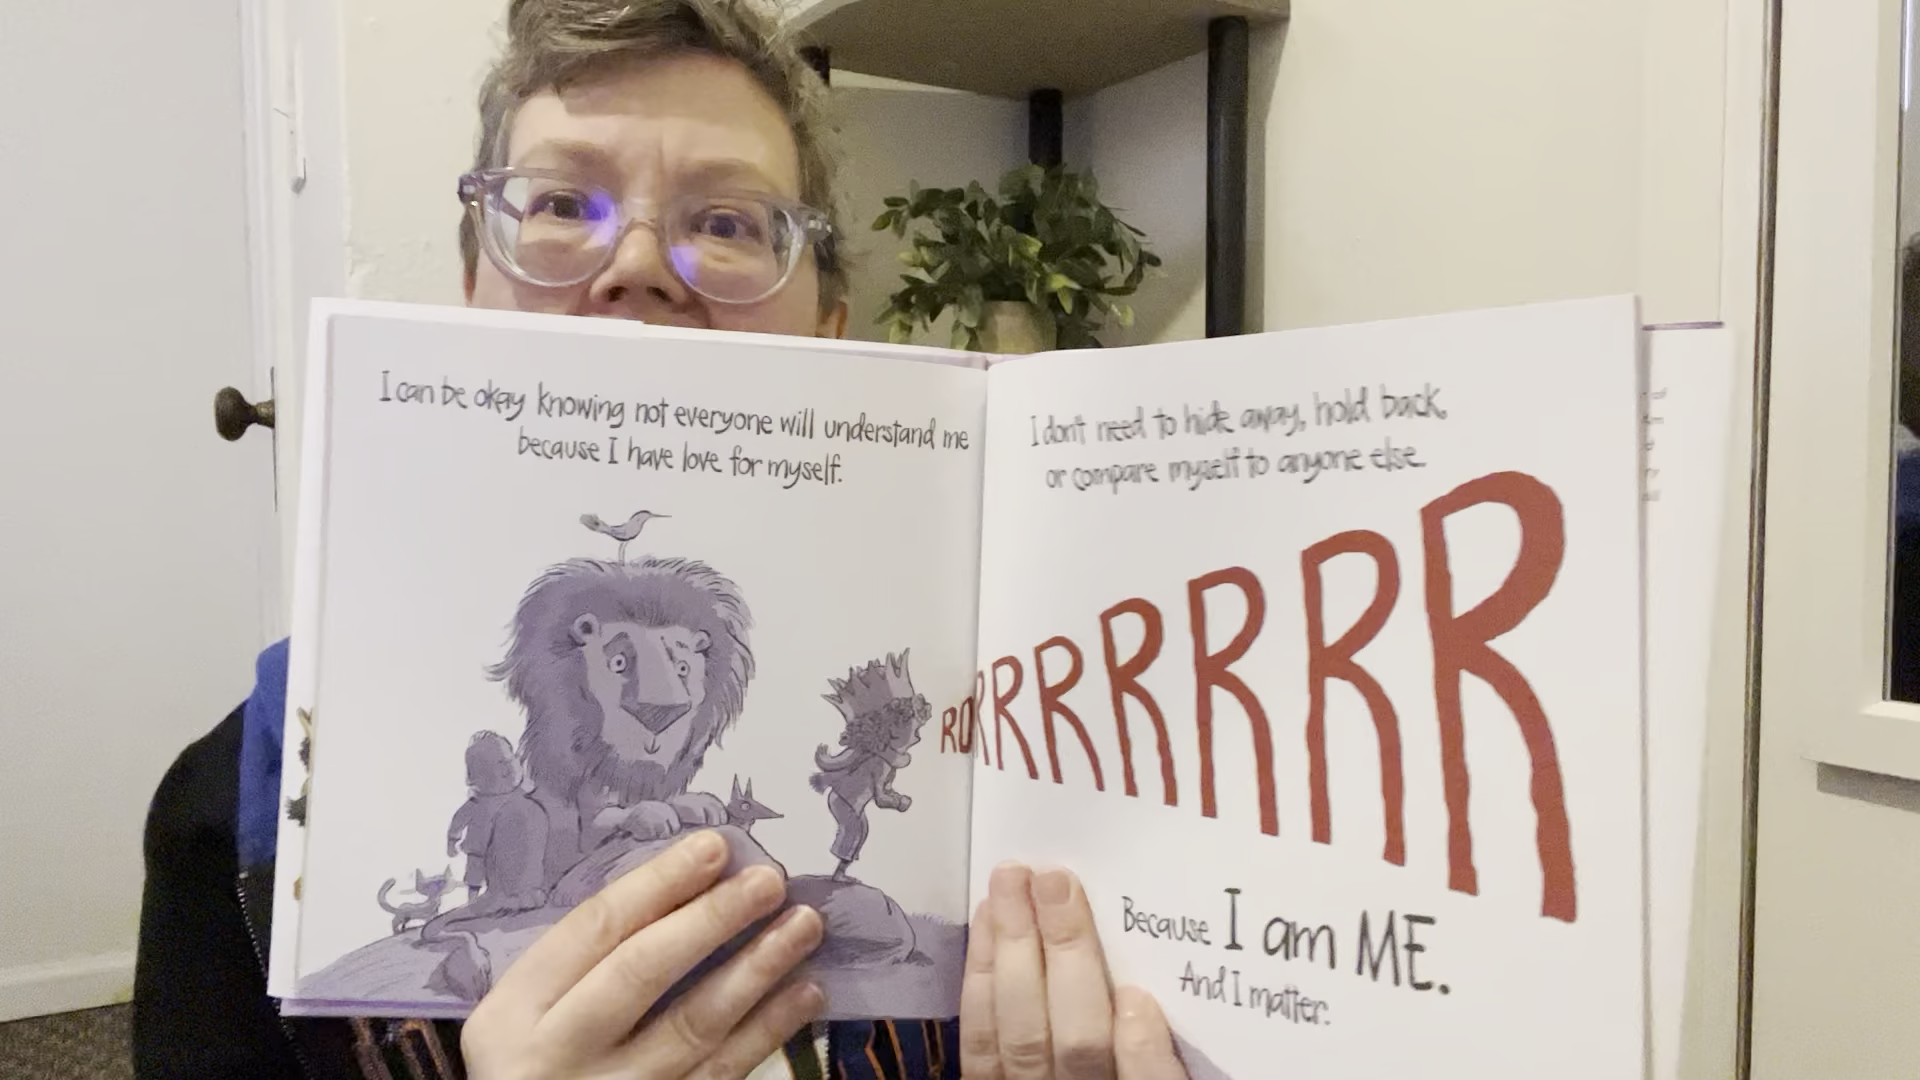 I can be okay knowing not everyone will understand me
because I have love for myself.
I don't need to hide away, hold back,
or compare myself to anyone else.
RORRRRRRR
Because I am ME.
And I matter.